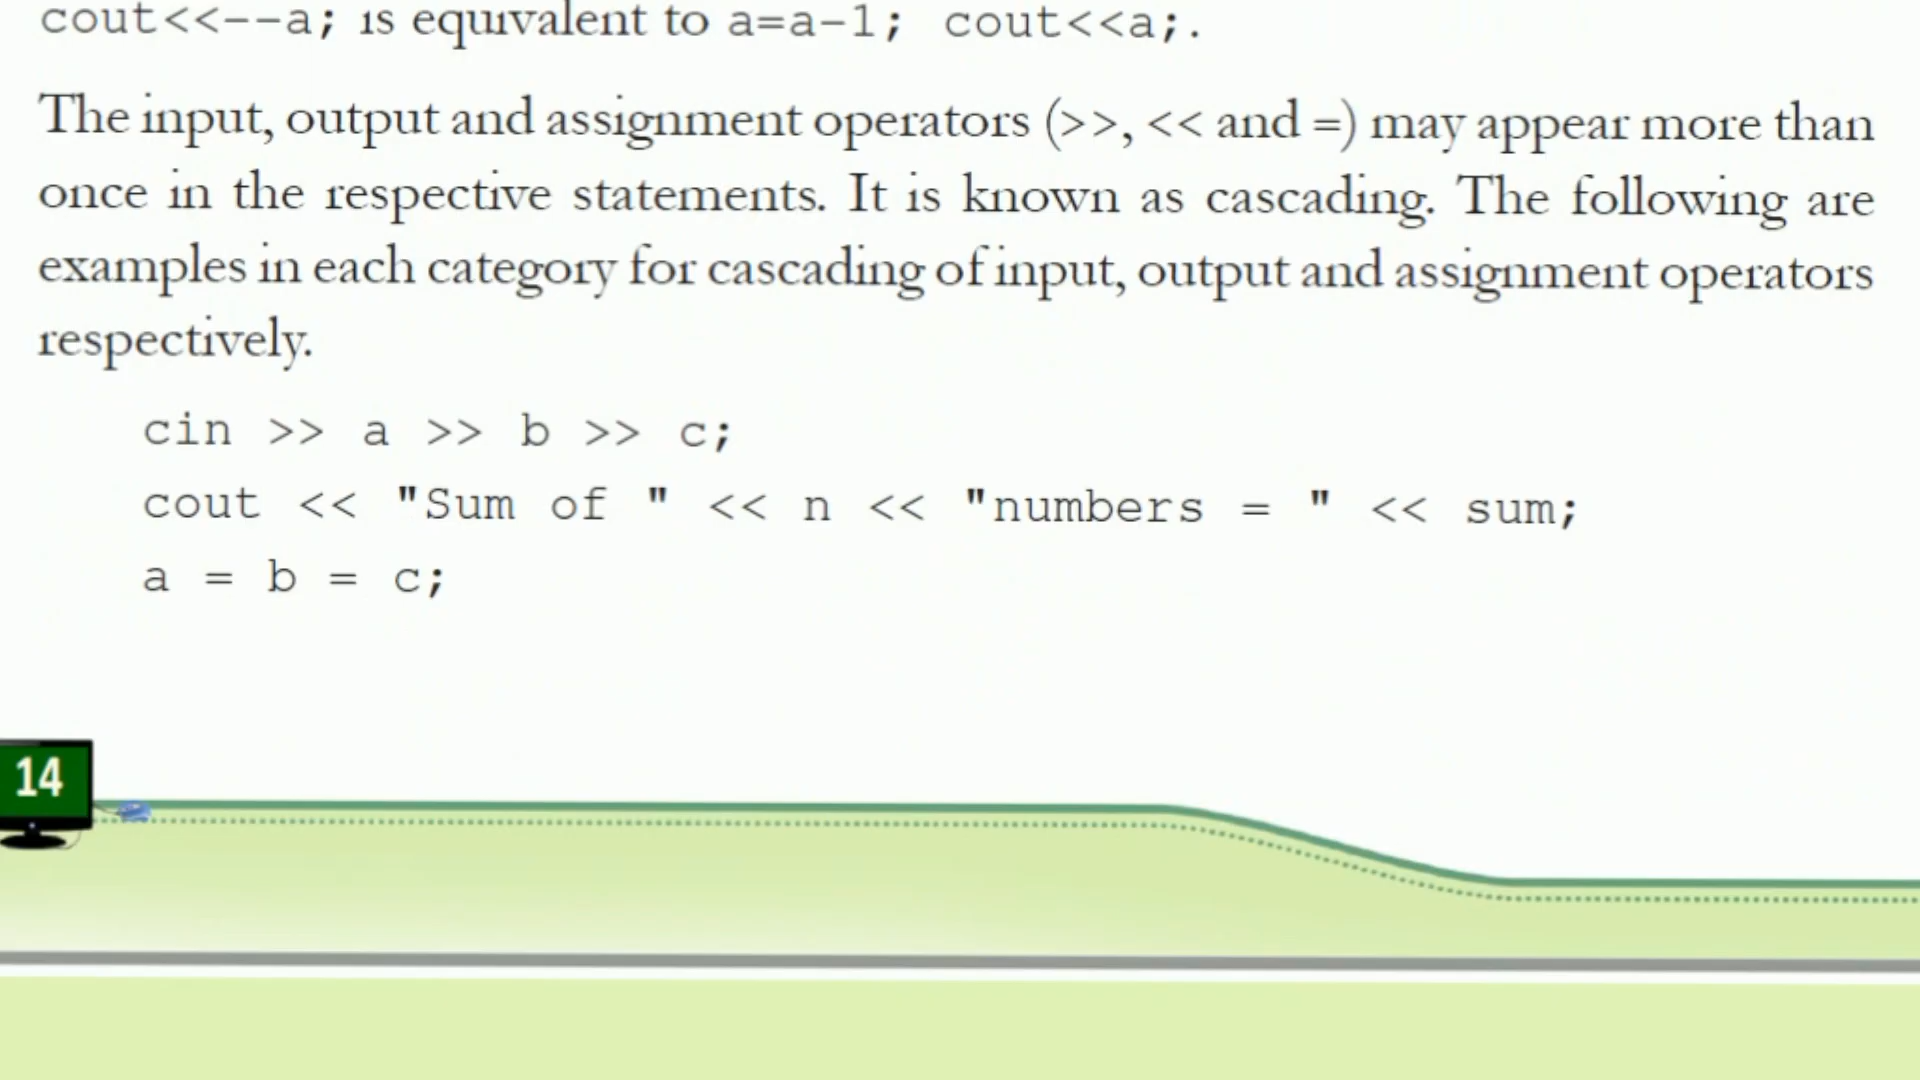 cout<<--a; is equivalent to a=a-1; cout<<a;.
The input, output and assignment operators (>>, << and =) may appear more than
once in the respective statements. It is known as cascading. The following are
examples in each category for cascading of input, output and assignment operators
respectively.
cin >> a >> b >> c;
cout << "Sum of " << n << "numbers = " << sum;
a = b = c;
14